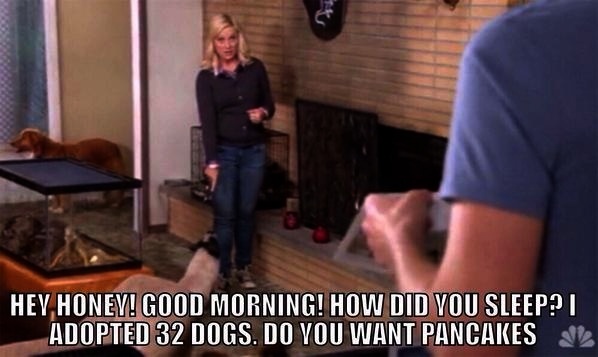 HEY HONEY! GOOD MORNING! HOW DID YOU SLEEP? I
ADOPTED 32 DOGS. DO YOU WANT PANCAKES